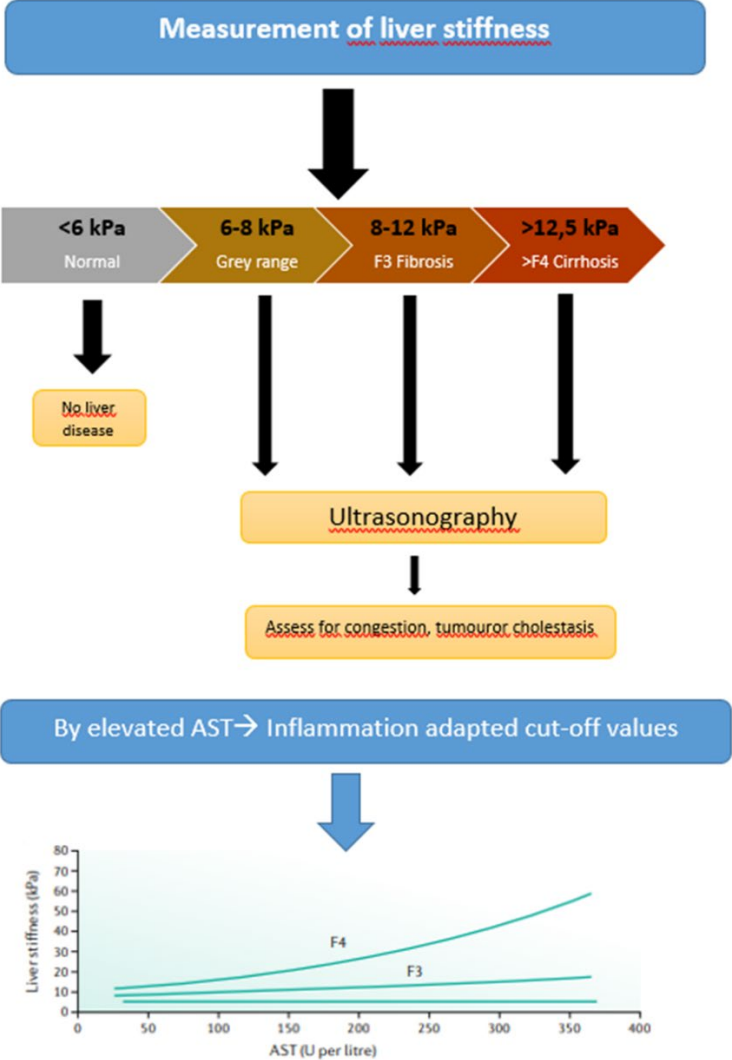 Measurement of liver stiffness
<6 kPa
Normal
6-8 kPa
Grey range
8-12 kPa
F3 Fibrosis
>12,5 kPa
>F4 Cirrhosis
No liver
disease
Ultrasonography
Assess for congestion, tumouror cholestasis
By elevated AST→ Inflammation adapted cut-off values
Liver stiffness (kPa)
80
70
60
50
40
30
20
10
0
F4
F3
0 50 100 150 200 250 300 350 400
AST (U per litre)